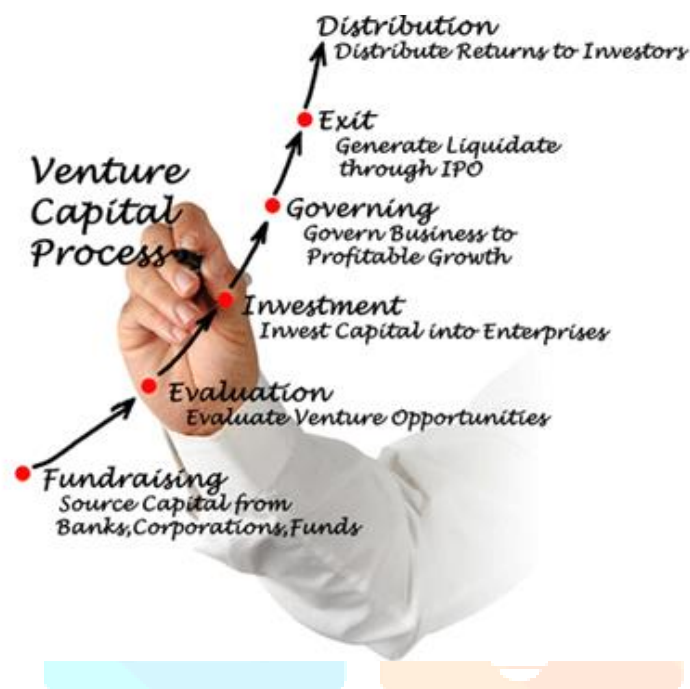 Distribution
Distribute Returns to Investors
Exit
Generate Liquidate
through IPO
Venture
Capital
Process
Governing
Govern Business to
Profitable Growth
Investment
Invest Capital into Enterprises
Evaluation
Evaluate Venture Opportunities
Fundraising
Source Capital from
Banks,Corporations,Funds